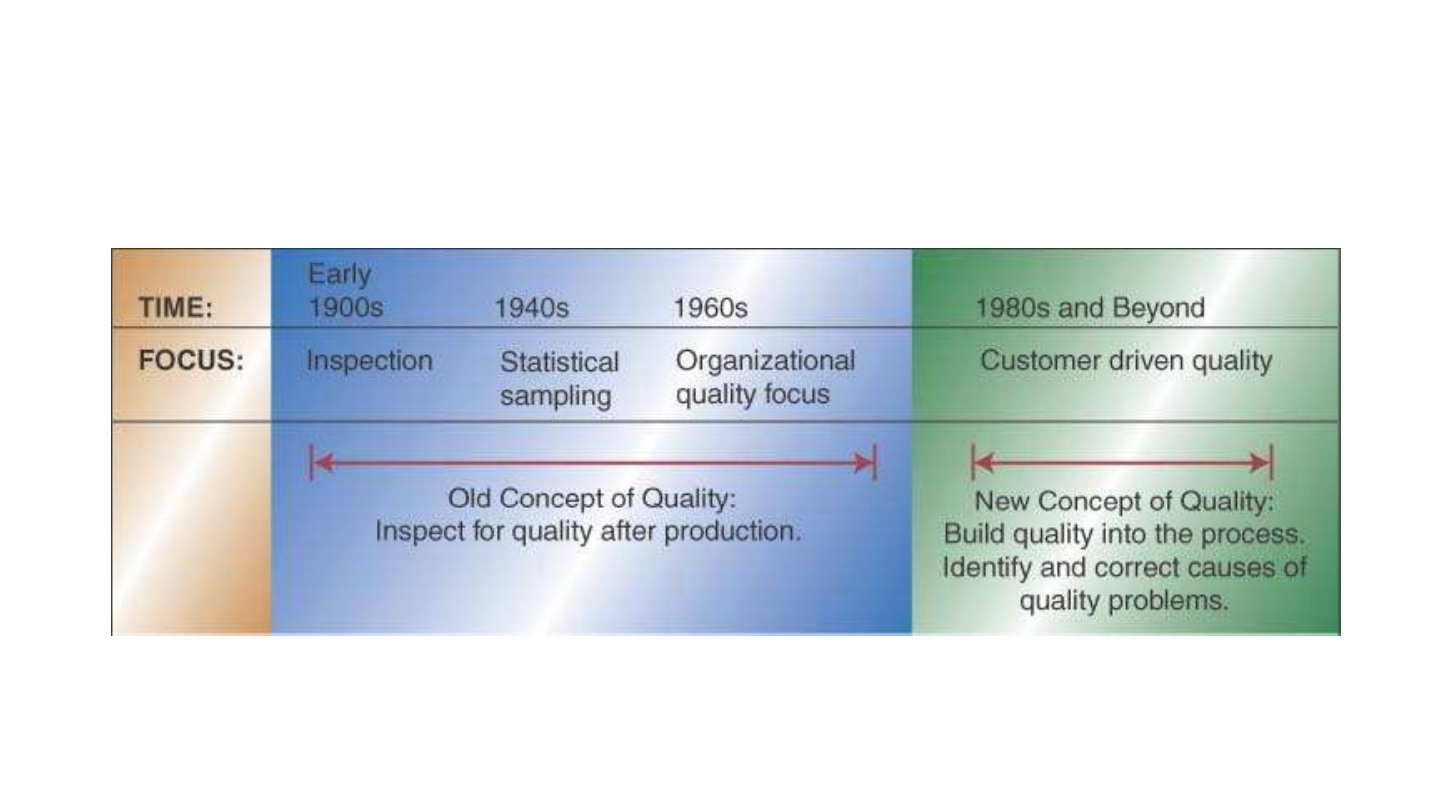 Early
TIME: 1900s 1940s 1960s 1980s and Beyond
FOCUS: Inspection Statistical Organizational Customer driven quality
sampling quality focus
Old Concept of Quality:
Inspect for quality after production.
New Concept of Quality:
Build quality into the process.
Identify and correct causes of
quality problems.